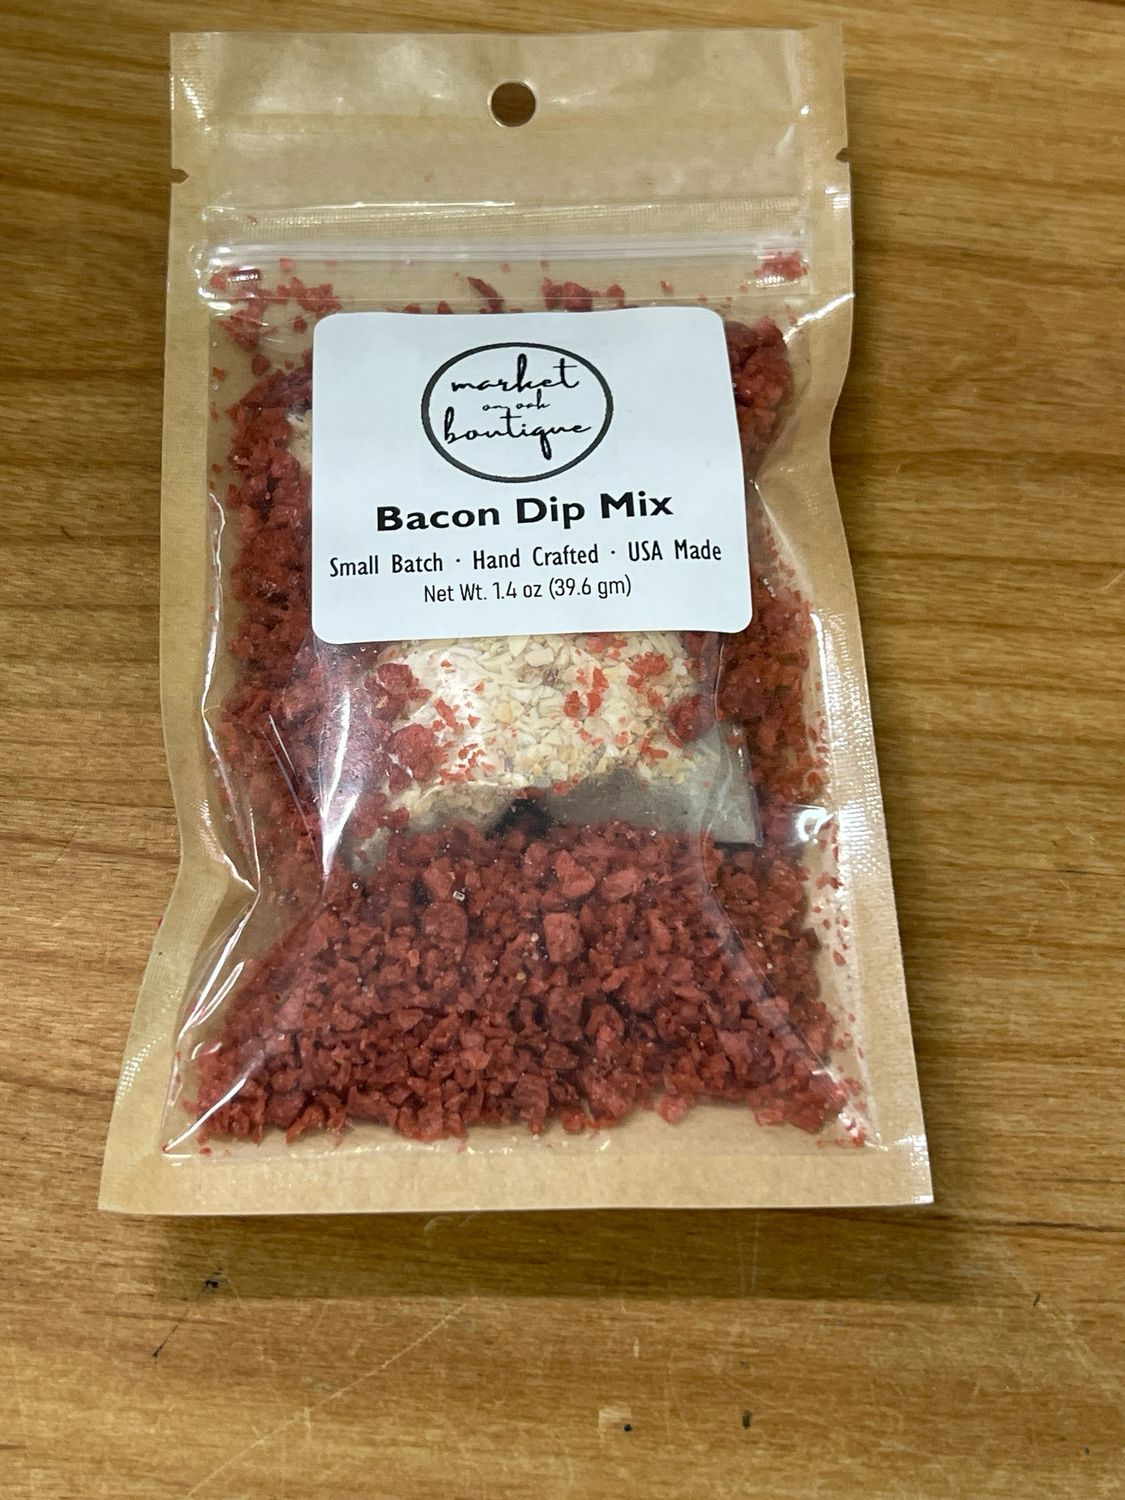 market
on oak
boutique
Bacon Dip Mix
Small Batch · Hand Crafted · USA Made
Net Wt. 1.4 oz (39.6 gm)